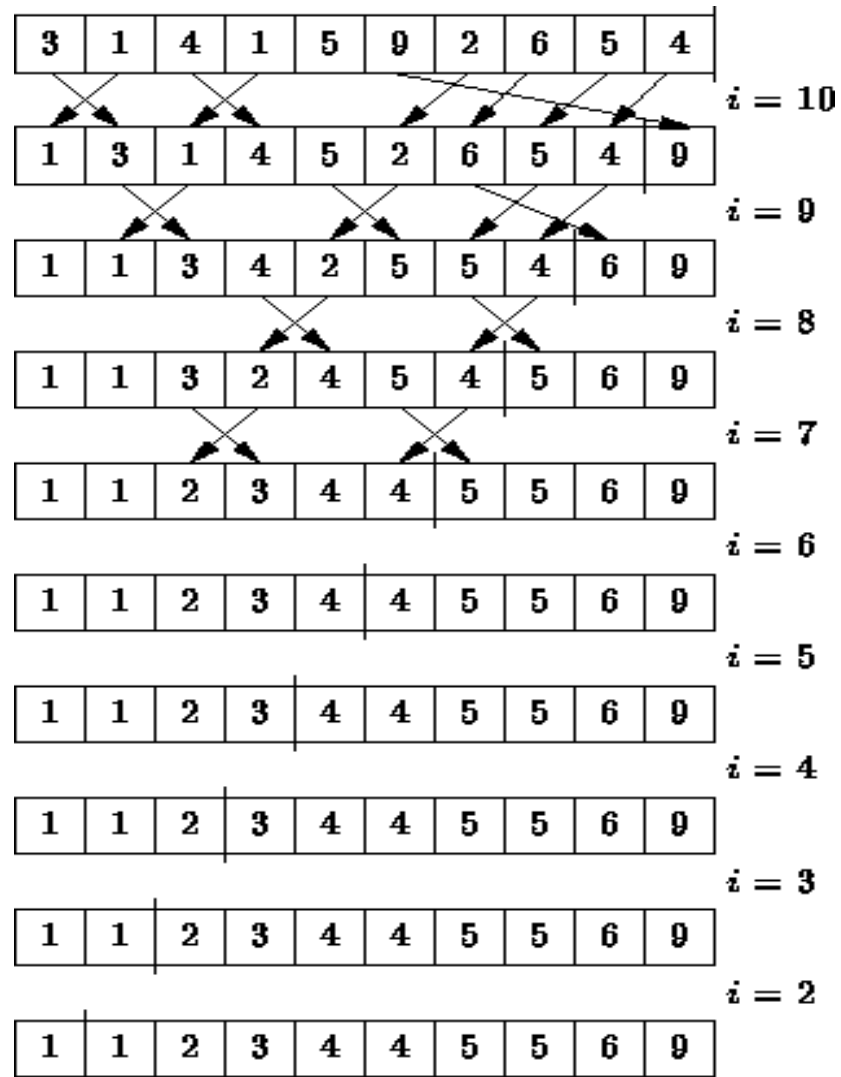 3 1 4 1 5 9 2 6 5 4
i = 10
1 3 1 4 5 2 6 5 4 9
i = 9
1 1 3 4 2 5 5 4 6 9
i = 8
1 1 3 2 4 5 4 5 6 9
i = 7
1 1 2 3 4 4 5 5 6 9
i = 6
1 1 2 3 4 4 5 5 6 9
i = 5
1 1 2 3 4 4 5 5 6 9
i = 4
1 1 2 3 4 4 5 5 6 9
i = 3
1 1 2 3 4 4 5 5 6 9
i = 2
1 1 2 3 4 4 5 5 6 9